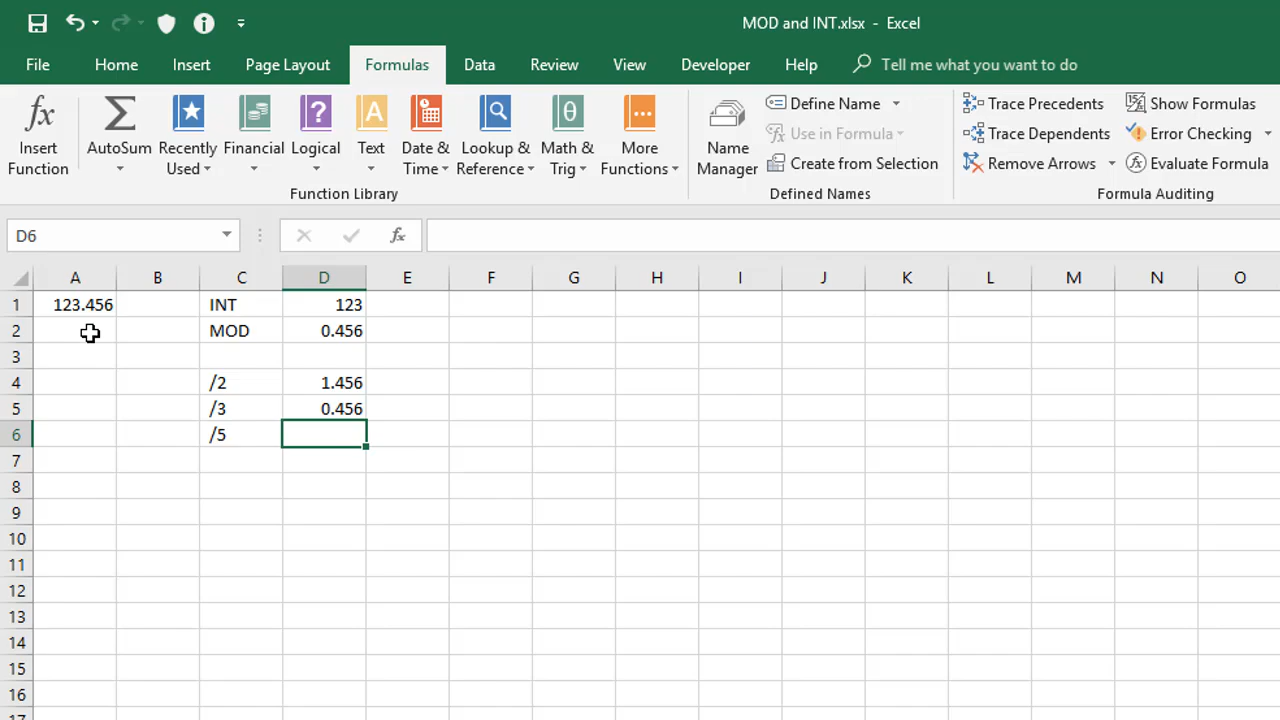 MOD and INT.xlsx - Excel
File Home Insert Page Layout Formulas Data Review View Developer Help Tell me what you want to do
fx Insert Function
Σ AutoSum
Recently Used
Financial
Logical
A Text
Date & Time
Lookup & Reference
θ Math & Trig
More Functions
Function Library
Name Manager
Define Name
Use in Formula
Create from Selection
Defined Names
Trace Precedents
Trace Dependents
Remove Arrows
Show Formulas
Error Checking
Evaluate Formula
Formula Auditing
D6 fx
A B C D E F G H I J K L M N O
1 123.456 INT 123
2 MOD 0.456
3
4 /2 1.456
5 /3 0.456
6 /5
7
8
9
10
11
12
13
14
15
16
17